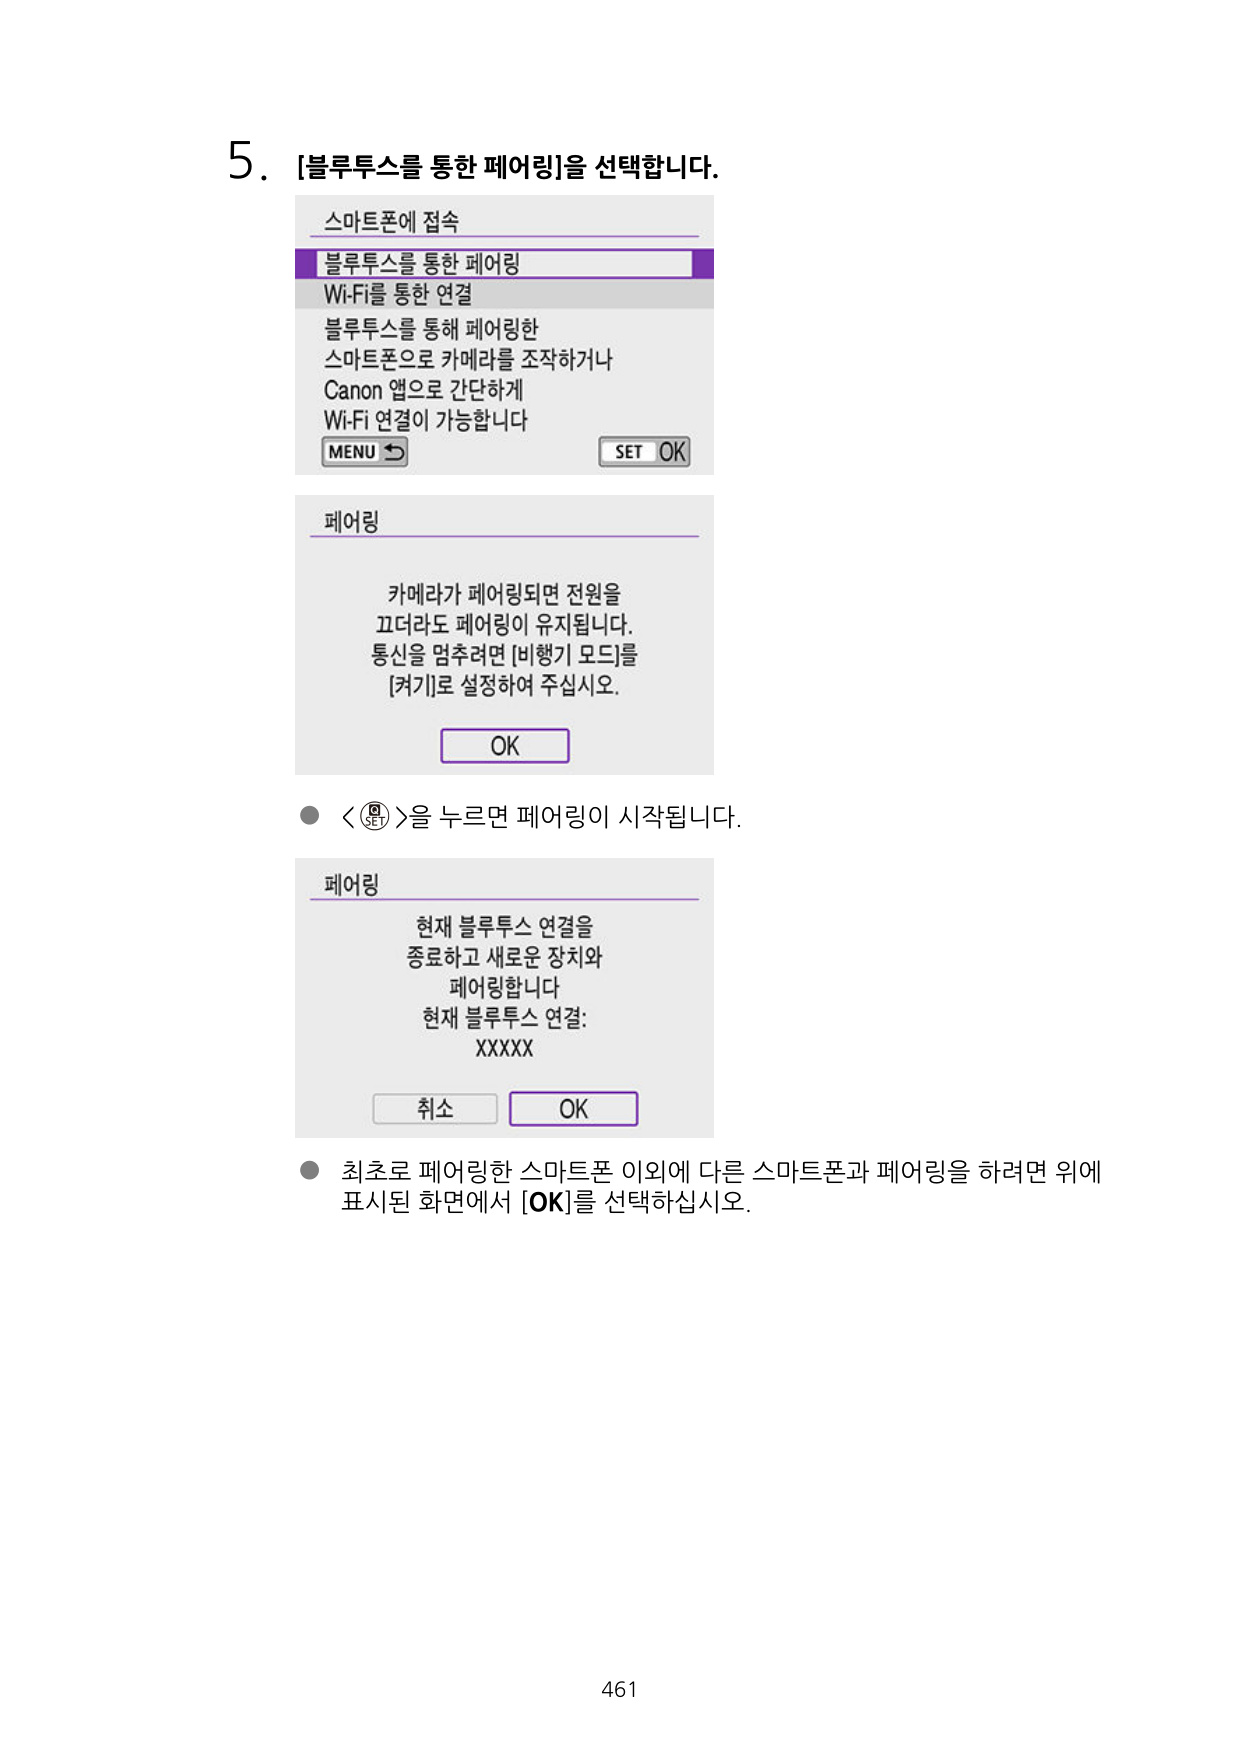 5. [블루투스를 통한 페어링]을 선택합니다.
스마트폰에 접속
블루투스를 통한 페어링
Wi-Fi를 통한 연결
블루투스를 통해 페어링한
스마트폰으로 카메라를 조작하거나
Canon 앱으로 간단하게
Wi-Fi 연결이 가능합니다
MENU SET OK
페어링
카메라가 페어링되면 전원을
끄더라도 페어링이 유지됩니다.
통신을 멈추려면 [비행기 모드]를
[켜기]로 설정하여 주십시오.
OK
● <Q SET>을 누르면 페어링이 시작됩니다.
페어링
현재 블루투스 연결을
종료하고 새로운 장치와
페어링합니다
현재 블루투스 연결:
XXXXX
취소 OK
● 최초로 페어링한 스마트폰 이외에 다른 스마트폰과 페어링을 하려면 위에
표시된 화면에서 [OK]를 선택하십시오.
461